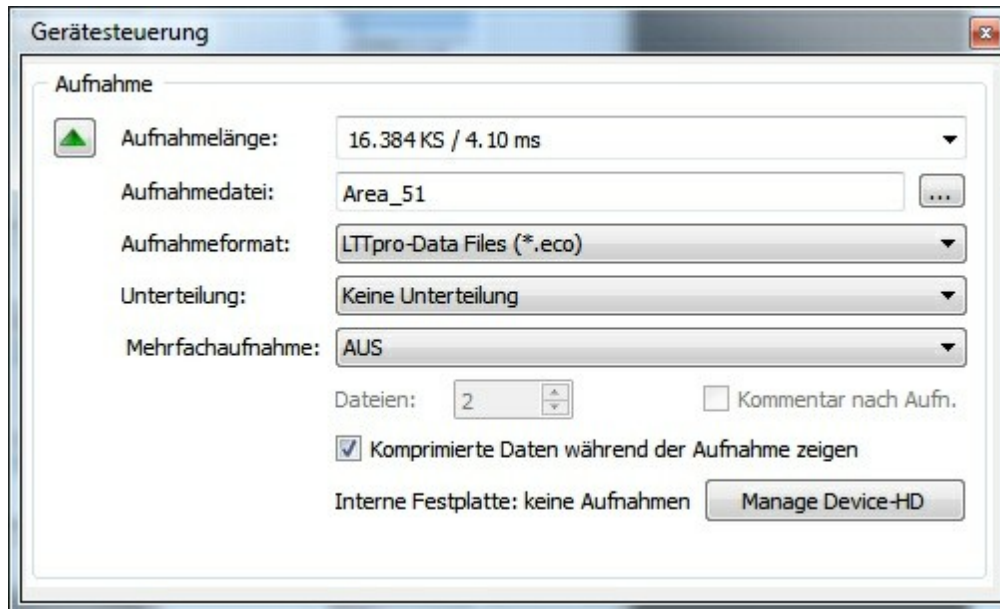 Gerätesteuerung
Aufnahme
Aufnahmelänge: 16.384 KS / 4.10 ms
Aufnahmedatei: Area_51 ...
Aufnahmeformat: LTTpro-Data Files (*.eco)
Unterteilung: Keine Unterteilung
Mehrfachaufnahme: AUS
Dateien: 2 Kommentar nach Aufn.
Komprimierte Daten während der Aufnahme zeigen
Interne Festplatte: keine Aufnahmen Manage Device-HD